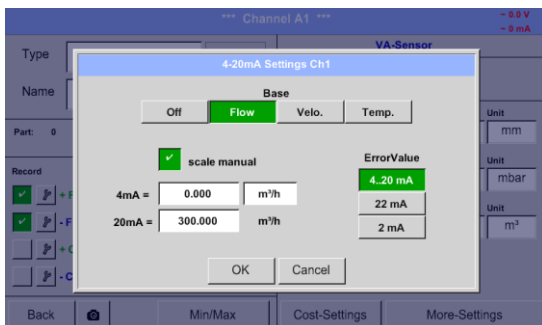 *** Channel A1 ***
~ 0.0 V
~ 0 mA
Type
VA-Sensor
4-20mA Settings Ch1
Name
Base
Off Flow Velo. Temp.
Unit
Part: 0
mm
scale manual
ErrorValue
Unit
Record
4..20 mA
mbar
4mA = 0.000 m³/h
22 mA
Unit
20mA = 300.000 m³/h
2 mA
m³
OK Cancel
Back Min/Max Cost-Settings More-Settings